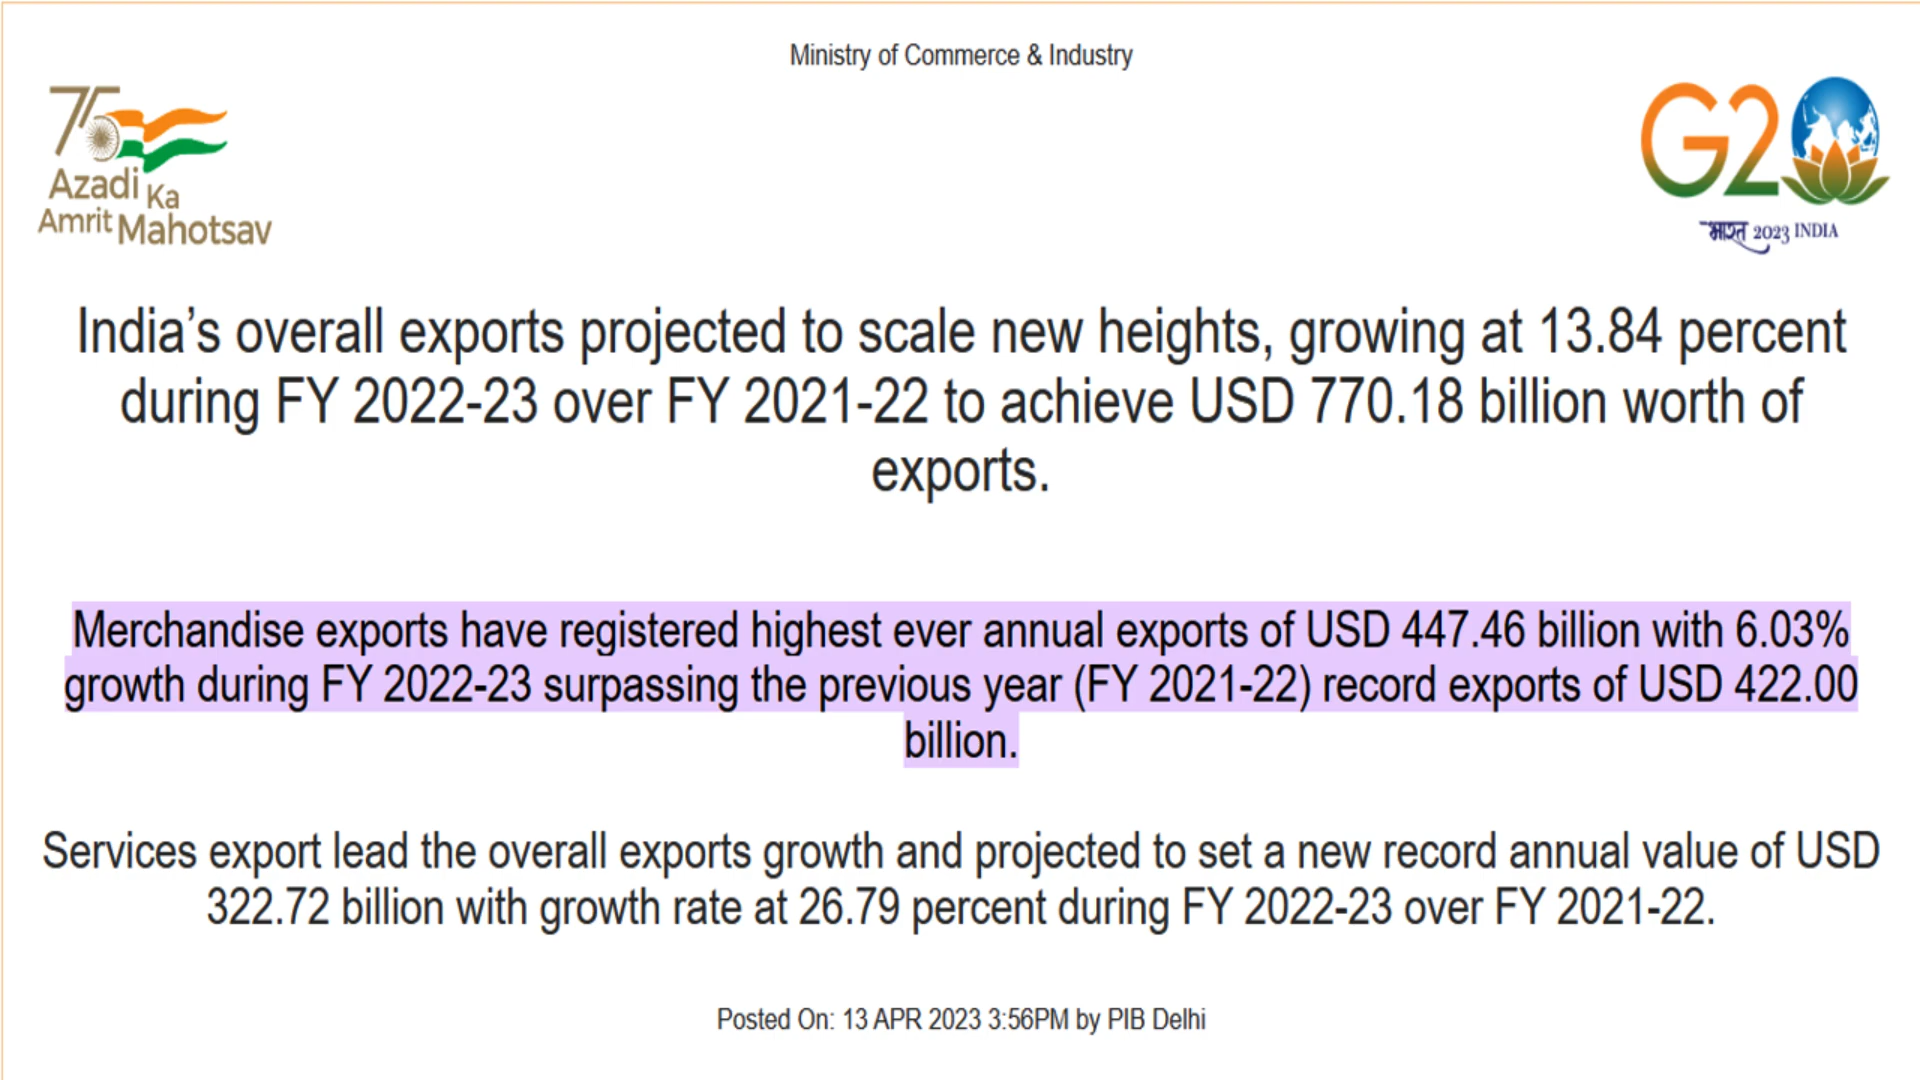 Ministry of Commerce & Industry
75
Azadi Ka
Amrit Mahotsav
G20
भारत 2023 INDIA
India’s overall exports projected to scale new heights, growing at 13.84 percent
during FY 2022-23 over FY 2021-22 to achieve USD 770.18 billion worth of
exports.
Merchandise exports have registered highest ever annual exports of USD 447.46 billion with 6.03%
growth during FY 2022-23 surpassing the previous year (FY 2021-22) record exports of USD 422.00
billion.
Services export lead the overall exports growth and projected to set a new record annual value of USD
322.72 billion with growth rate at 26.79 percent during FY 2022-23 over FY 2021-22.
Posted On: 13 APR 2023 3:56PM by PIB Delhi